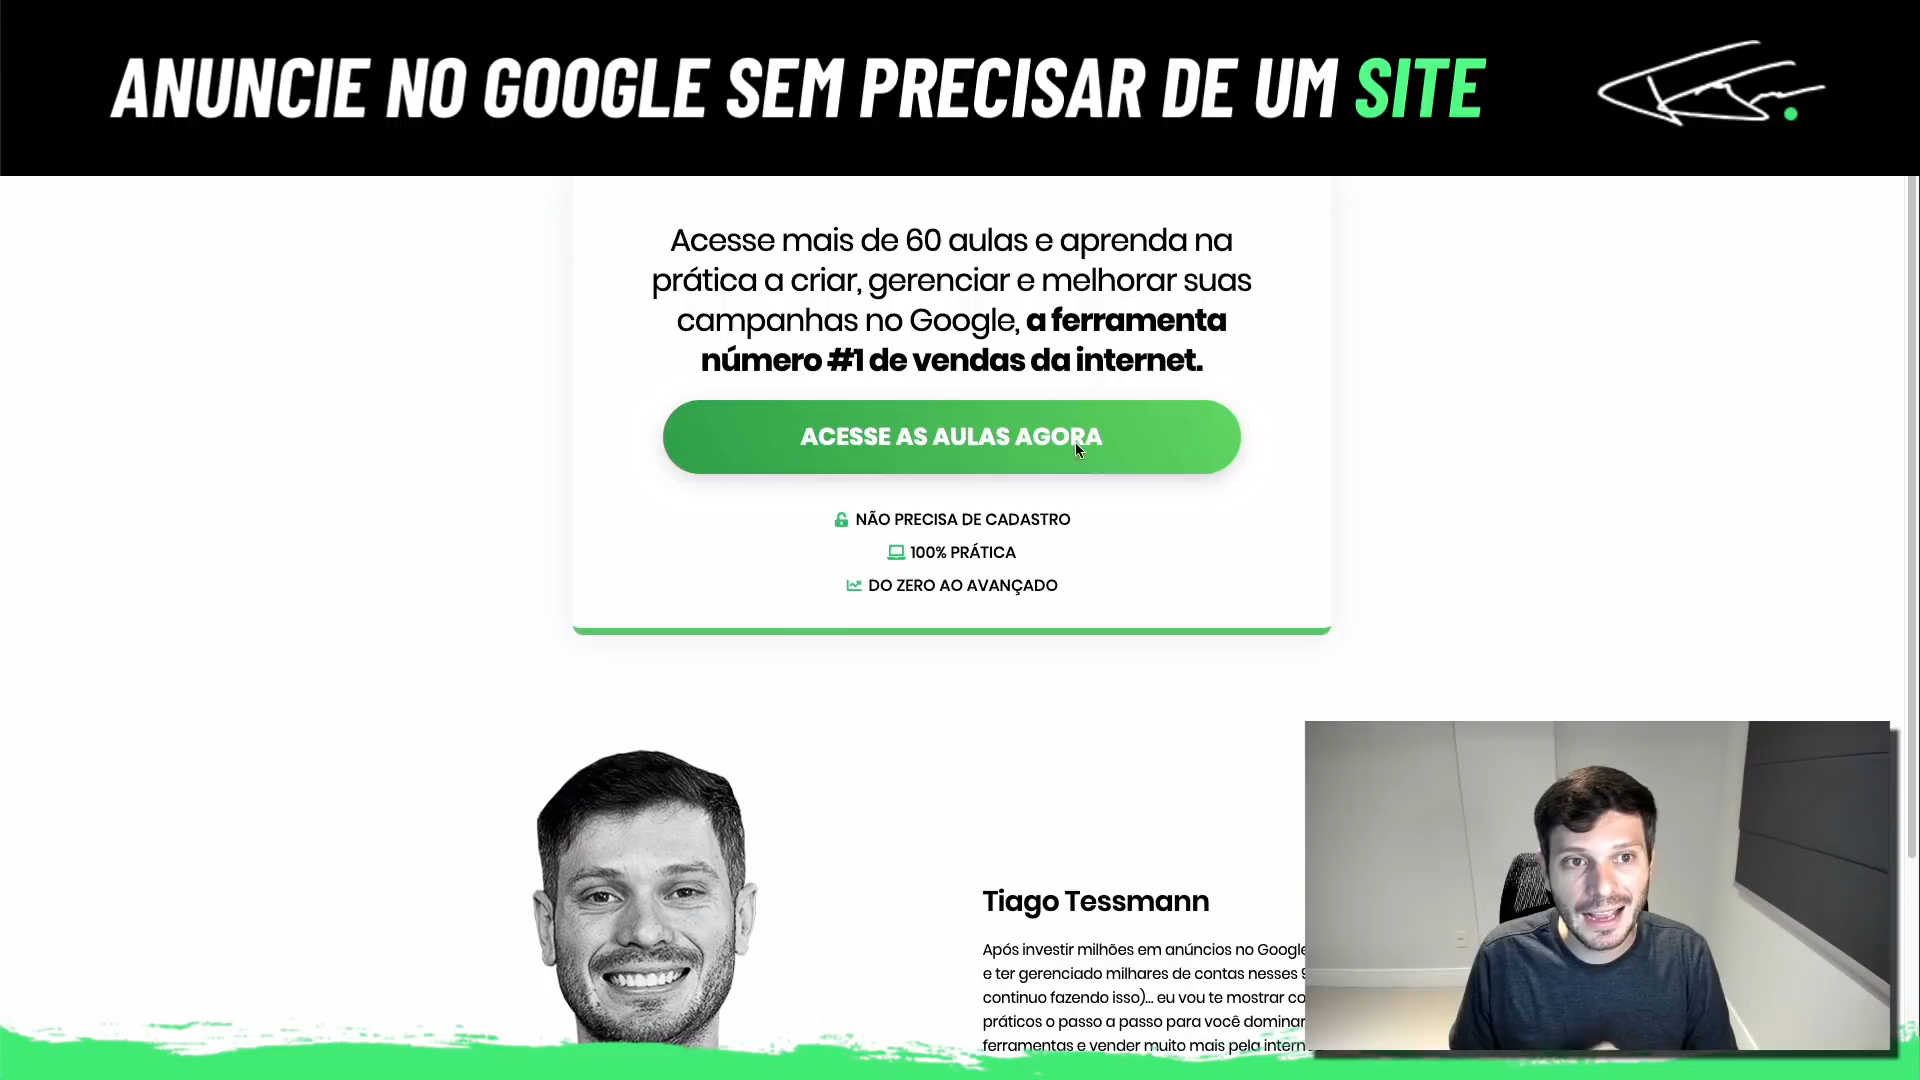 ANUNCIE NO GOOGLE SEM PRECISAR DE UM SITE
Acesse mais de 60 aulas e aprenda na
prática a criar, gerenciar e melhorar suas
campanhas no Google, a ferramenta
número #1 de vendas da internet.
ACESSE AS AULAS AGORA
NÃO PRECISA DE CADASTRO
100% PRÁTICA
DO ZERO AO AVANÇADO
Tiago Tessmann
Após investir milhões em anúncios no Google
e ter gerenciado milhares de contas nesses
continuo fazendo isso)... eu vou te mostrar
práticos o passo a passo para você dominar
ferramentas e vender muito mais pela